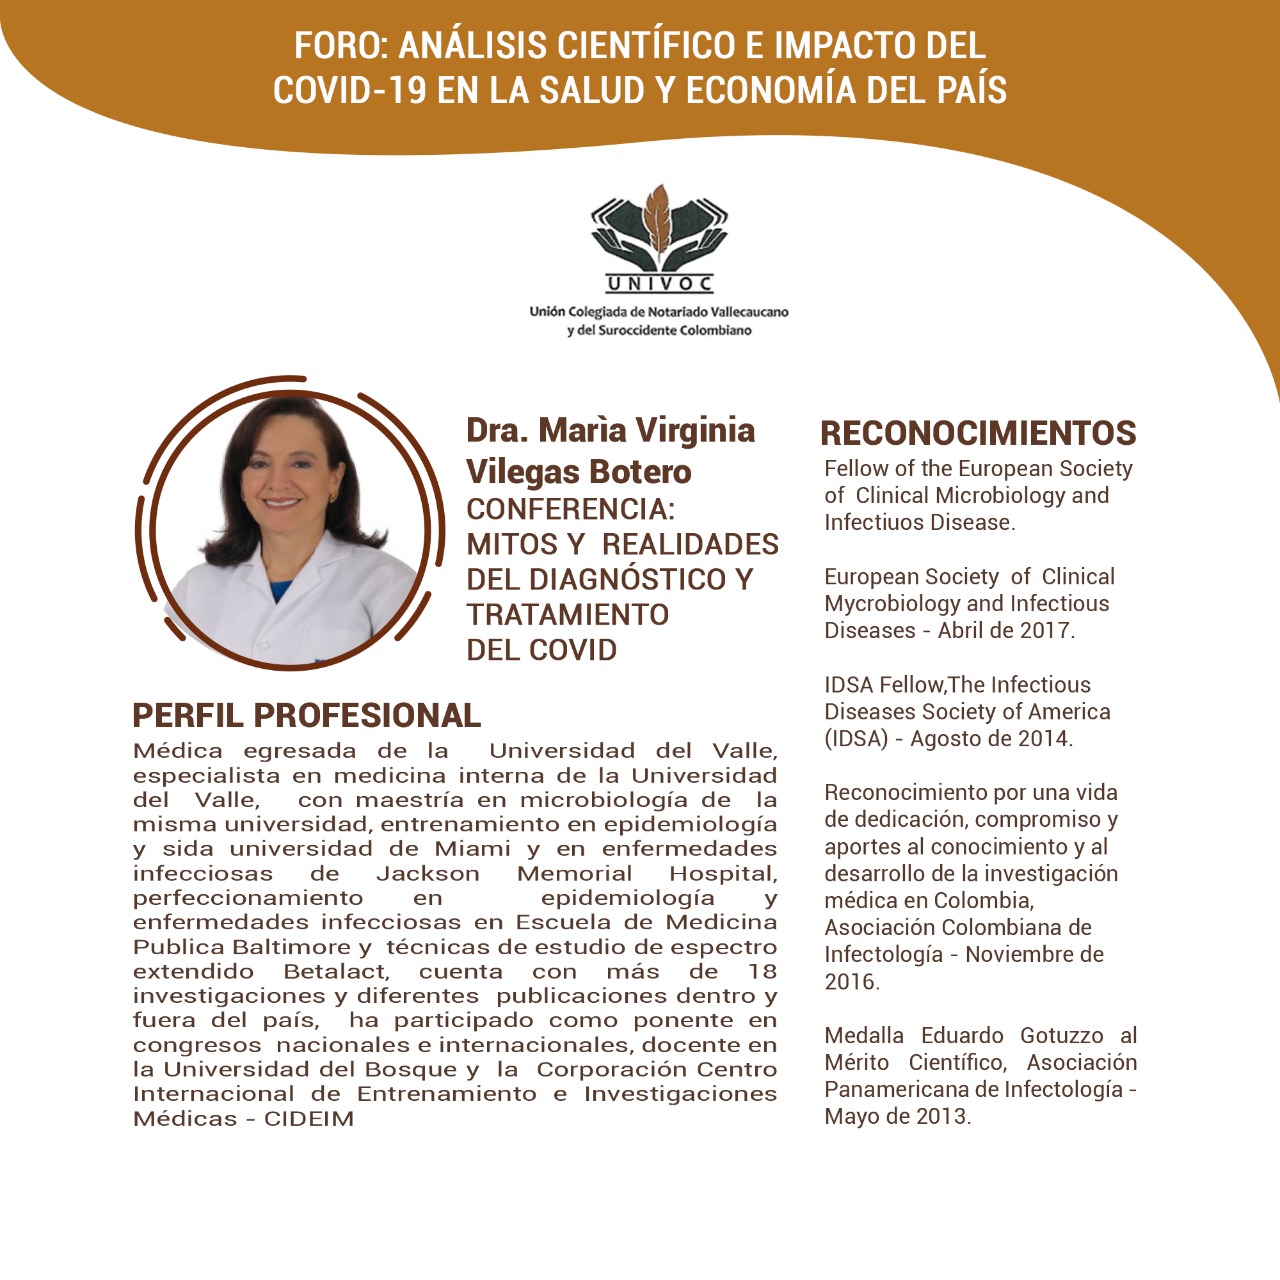 FORO: ANÁLISIS CIENTÍFICO E IMPACTO DEL
COVID-19 EN LA SALUD Y ECONOMÍA DEL PAÍS
UNIVOC
Unión Colegiada de Notariado Vallecaucano
y del Suroccidente Colombiano
Dra. Marìa Virginia
Vilegas Botero
CONFERENCIA:
MITOS Y REALIDADES
DEL DIAGNÓSTICO Y
TRATAMIENTO
DEL COVID
PERFIL PROFESIONAL
Médica egresada de la Universidad del Valle,
especialista en medicina interna de la Universidad
del Valle, con maestría en microbiología de la
misma universidad, entrenamiento en epidemiología
y sida universidad de Miami y en enfermedades
infecciosas de Jackson Memorial Hospital,
perfeccionamiento en epidemiología y
enfermedades infecciosas en Escuela de Medicina
Publica Baltimore y técnicas de estudio de espectro
extendido Betalact, cuenta con más de 18
investigaciones y diferentes publicaciones dentro y
fuera del país, ha participado como ponente en
congresos nacionales e internacionales, docente en
la Universidad del Bosque y la Corporación Centro
Internacional de Entrenamiento e Investigaciones
Médicas - CIDEIM
RECONOCIMIENTOS
Fellow of the European Society
of Clinical Microbiology and
Infectiuos Disease.
European Society of Clinical
Mycrobiology and Infectious
Diseases - Abril de 2017.
IDSA Fellow,The Infectious
Diseases Society of America
(IDSA) - Agosto de 2014.
Reconocimiento por una vida
de dedicación, compromiso y
aportes al conocimiento y al
desarrollo de la investigación
médica en Colombia,
Asociación Colombiana de
Infectología - Noviembre de
2016.
Medalla Eduardo Gotuzzo al
Mérito Científico, Asociación
Panamericana de Infectología -
Mayo de 2013.